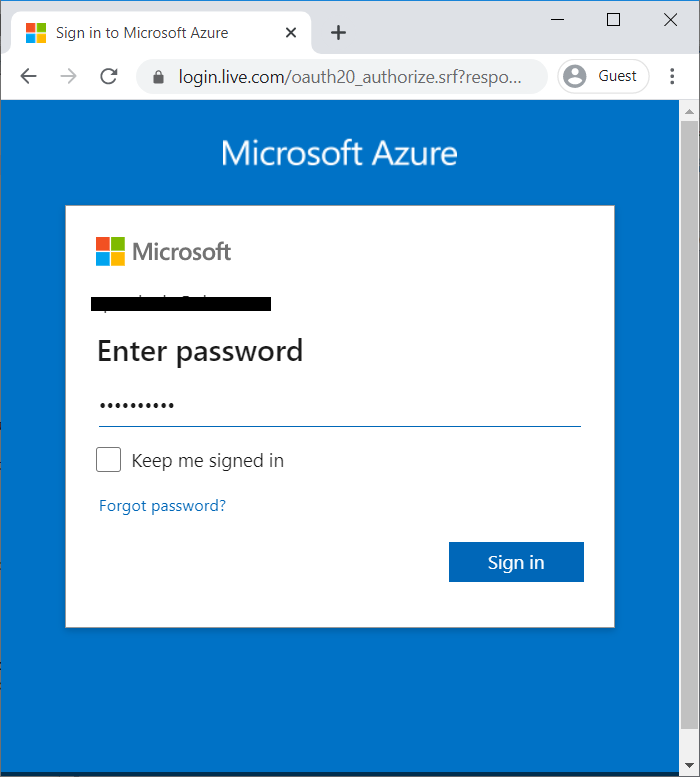 Sign in to Microsoft Azure
login.live.com/oauth20_authorize.srf?respo...
Guest
Microsoft Azure
Microsoft
Enter password
••••••••••
Keep me signed in
Forgot password?
Sign in